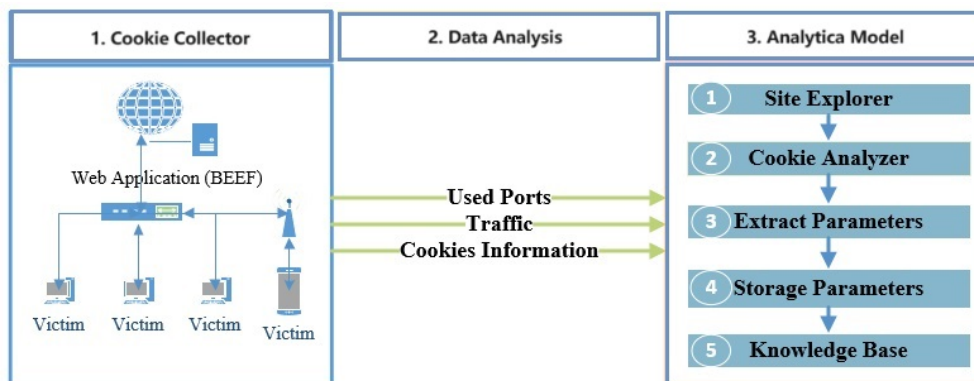 1. Cookie Collector
Web Application (BEEF)
Victim
Victim
Victim
Victim
2. Data Analysis
Used Ports
Traffic
Cookies Information
3. Analytica Model
1 Site Explorer
2 Cookie Analyzer
3 Extract Parameters
4 Storage Parameters
5 Knowledge Base